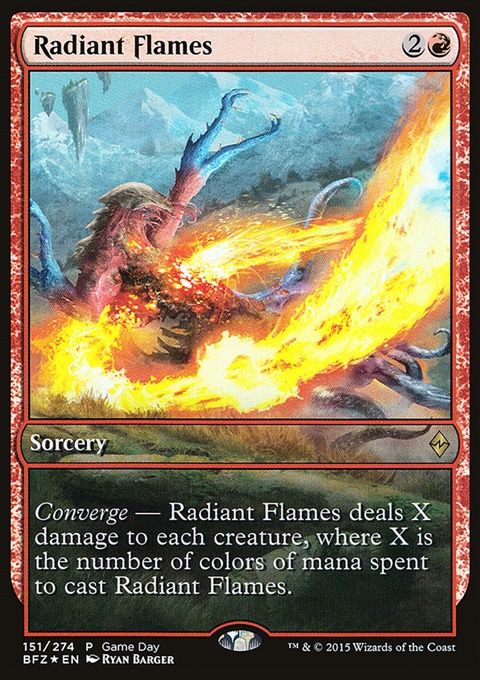 Radiant Flames 2
Sorcery
Converge — Radiant Flames deals X
damage to each creature, where X is
the number of colors of mana spent
to cast Radiant Flames.
151/274 P Game Day
BFZ★EN Ryan Barger
™ & © 2015 Wizards of the Coast